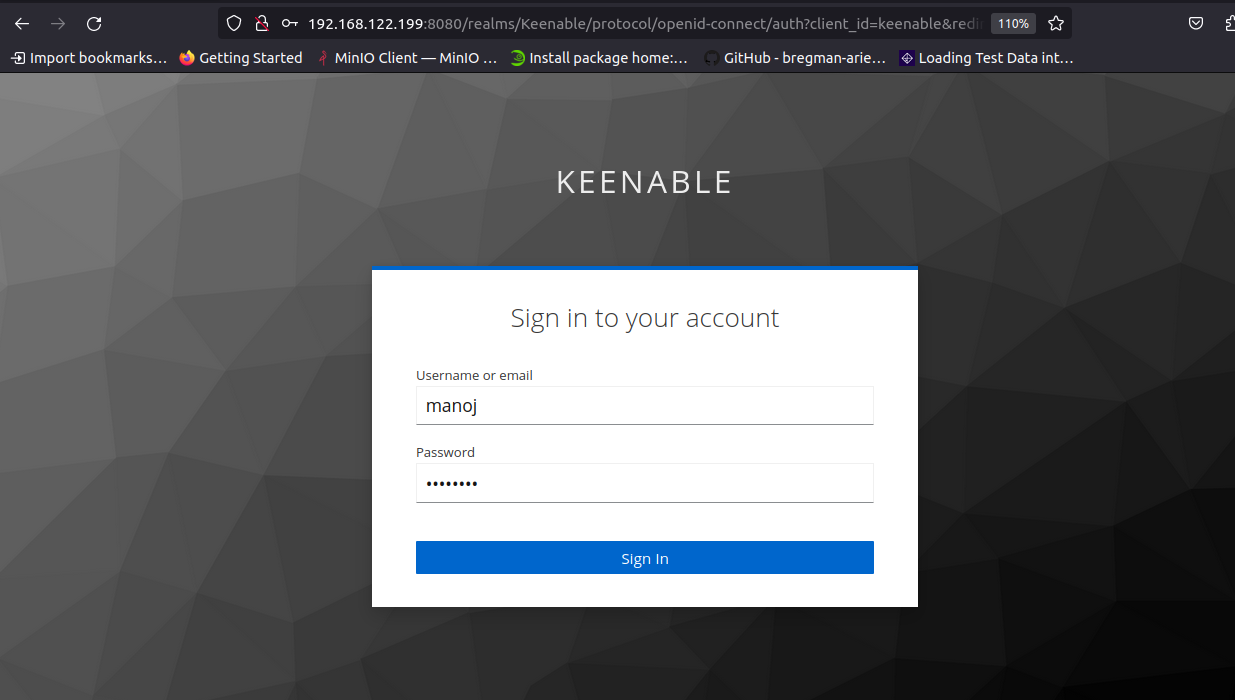 192.168.122.199:8080/realms/Keenable/protocol/openid-connect/auth?client_id=keenable&redi 110%
Import bookmarks… Getting Started MinIO Client — MinIO … Install package home:… GitHub - bregman-arie… Loading Test Data int…
KEENABLE
Sign in to your account
Username or email
manoj
Password
••••••••
Sign In